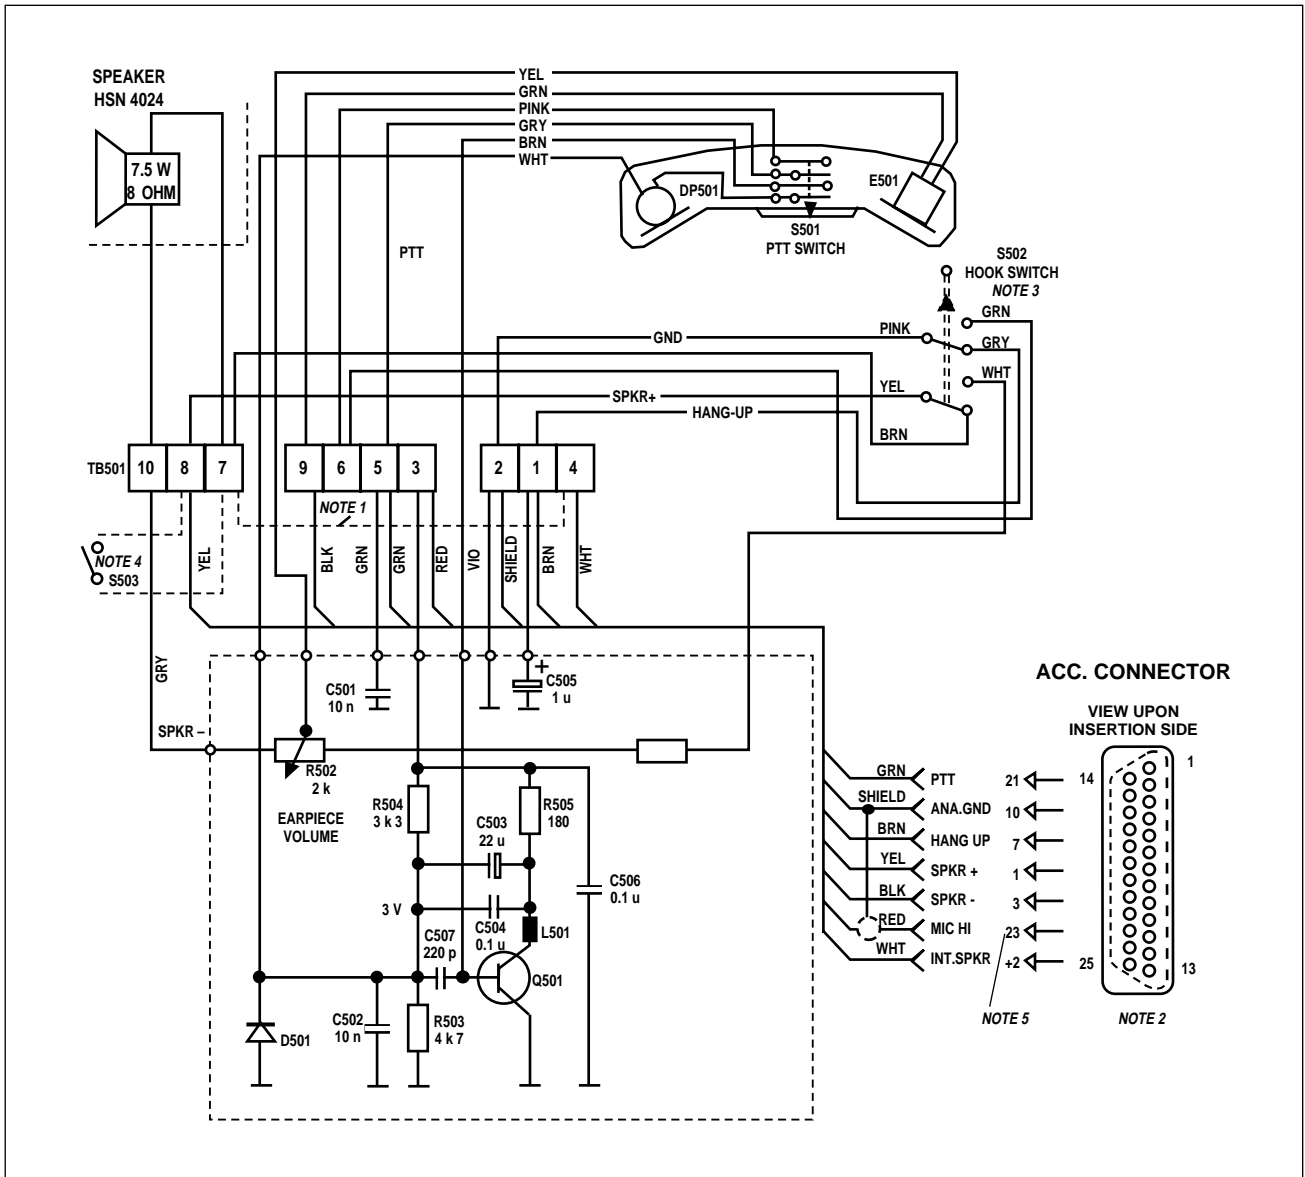 SPEAKER
HSN 4024
7.5 W
8 OHM
YEL
GRN
PINK
GRY
BRN
WHT
DP501
E501
S501
PTT SWITCH
PTT
S502
HOOK SWITCH
NOTE 3
GRN
PINK
GND
GRY
WHT
YEL
SPKR+
HANG-UP
BRN
TB501
10
8
7
9
6
5
3
2
1
4
NOTE 1
NOTE 4
S503
YEL
BLK
GRN
GRN
RED
VIO
SHIELD
BRN
WHT
GRY
C501
10 n
+
C505
1 u
SPKR –
R502
2 k
EARPIECE
VOLUME
R504
3 k 3
R505
180
C503
22 u
C506
0.1 u
3 V
C504
0.1 u
L501
C507
220 p
Q501
D501
C502
10 n
R503
4 k 7
ACC. CONNECTOR
VIEW UPON
INSERTION SIDE
GRN PTT 21
SHIELD ANA.GND 10
BRN HANG UP 7
YEL SPKR + 1
BLK SPKR - 3
RED MIC HI 23
WHT INT.SPKR +2
14
1
25
13
NOTE 5
NOTE 2